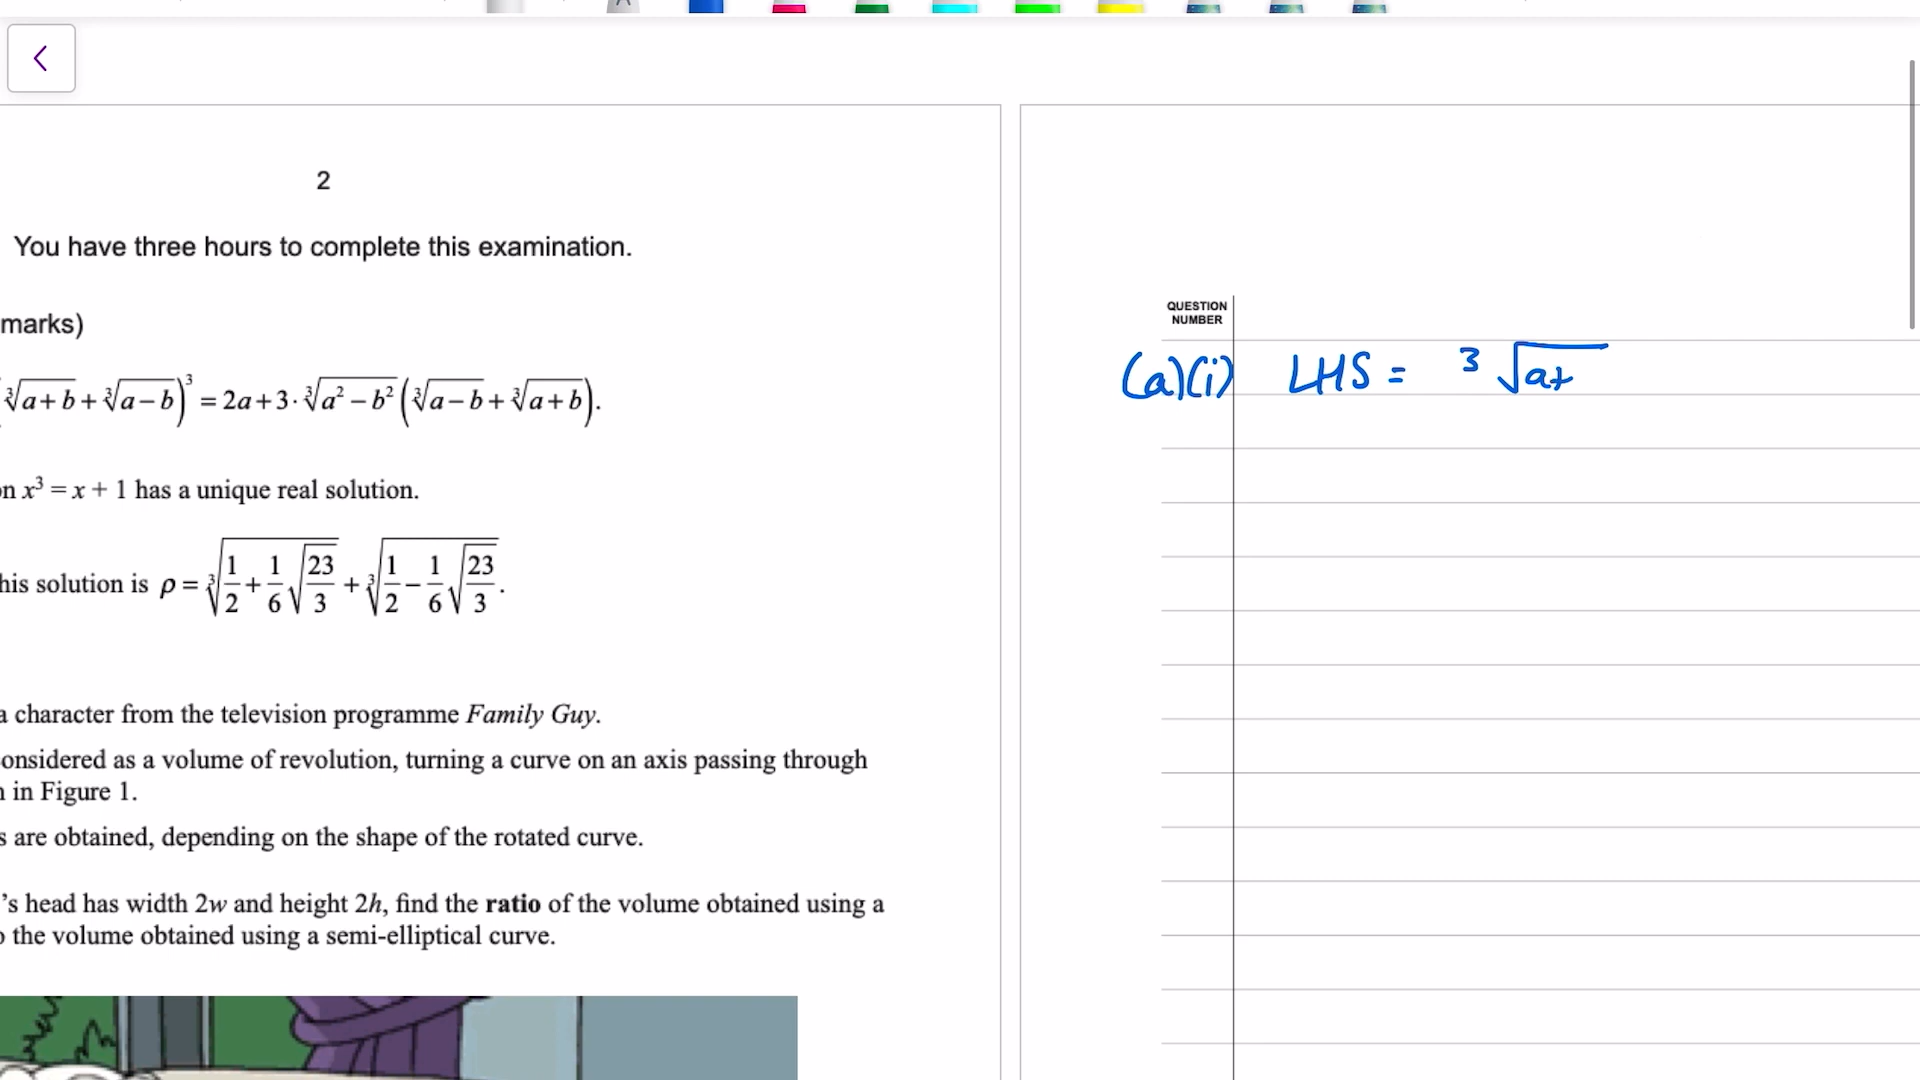 2
You have three hours to complete this examination.
marks)
∛(a+b) + ∛(a−b))³ = 2a + 3·∛(a² − b²)(∛(a−b) + ∛(a+b)).
x³ = x + 1 has a unique real solution.
his solution is ρ = ∛(1/2 + 1/6 √(23/3)) + ∛(1/2 − 1/6 √(23/3)).
a character from the television programme Family Guy.
onsidered as a volume of revolution, turning a curve on an axis passing through
in Figure 1.
s are obtained, depending on the shape of the rotated curve.
's head has width 2w and height 2h, find the ratio of the volume obtained using a
the volume obtained using a semi-elliptical curve.
QUESTION
NUMBER
(a)(i) LHS = ³√a+